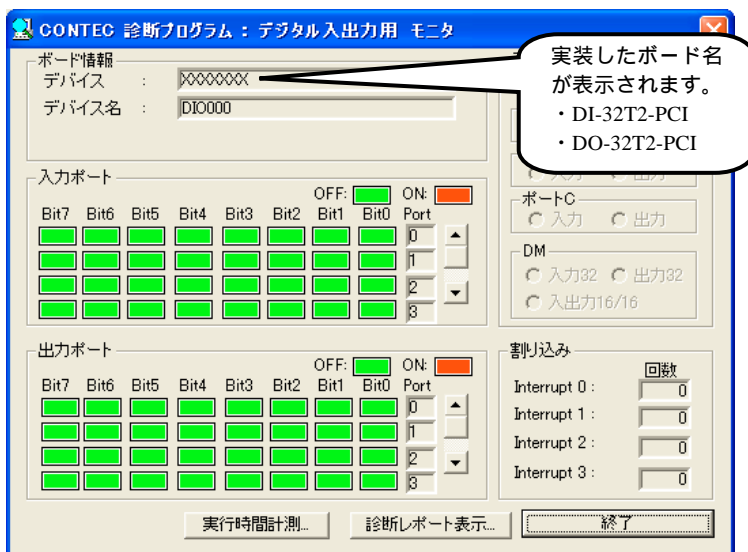 CONTEC 診断プログラム : デジタル入出力用 モニタ
実装したボード名
が表示されます。
・DI-32T2-PCI
・DO-32T2-PCI
ボード情報
デバイス : XXXXXXX
デバイス名 : DIO000
入力ポート
OFF: ON:
Bit7 Bit6 Bit5 Bit4 Bit3 Bit2 Bit1 Bit0 Port
0
1
2
3
ポートC
入力 出力
DM
入力32 出力32
入出力16/16
出力ポート
OFF: ON:
Bit7 Bit6 Bit5 Bit4 Bit3 Bit2 Bit1 Bit0 Port
0
1
2
3
割り込み
回数
Interrupt 0 : 0
Interrupt 1 : 0
Interrupt 2 : 0
Interrupt 3 : 0
実行時間計測... 診断レポート表示... 終了